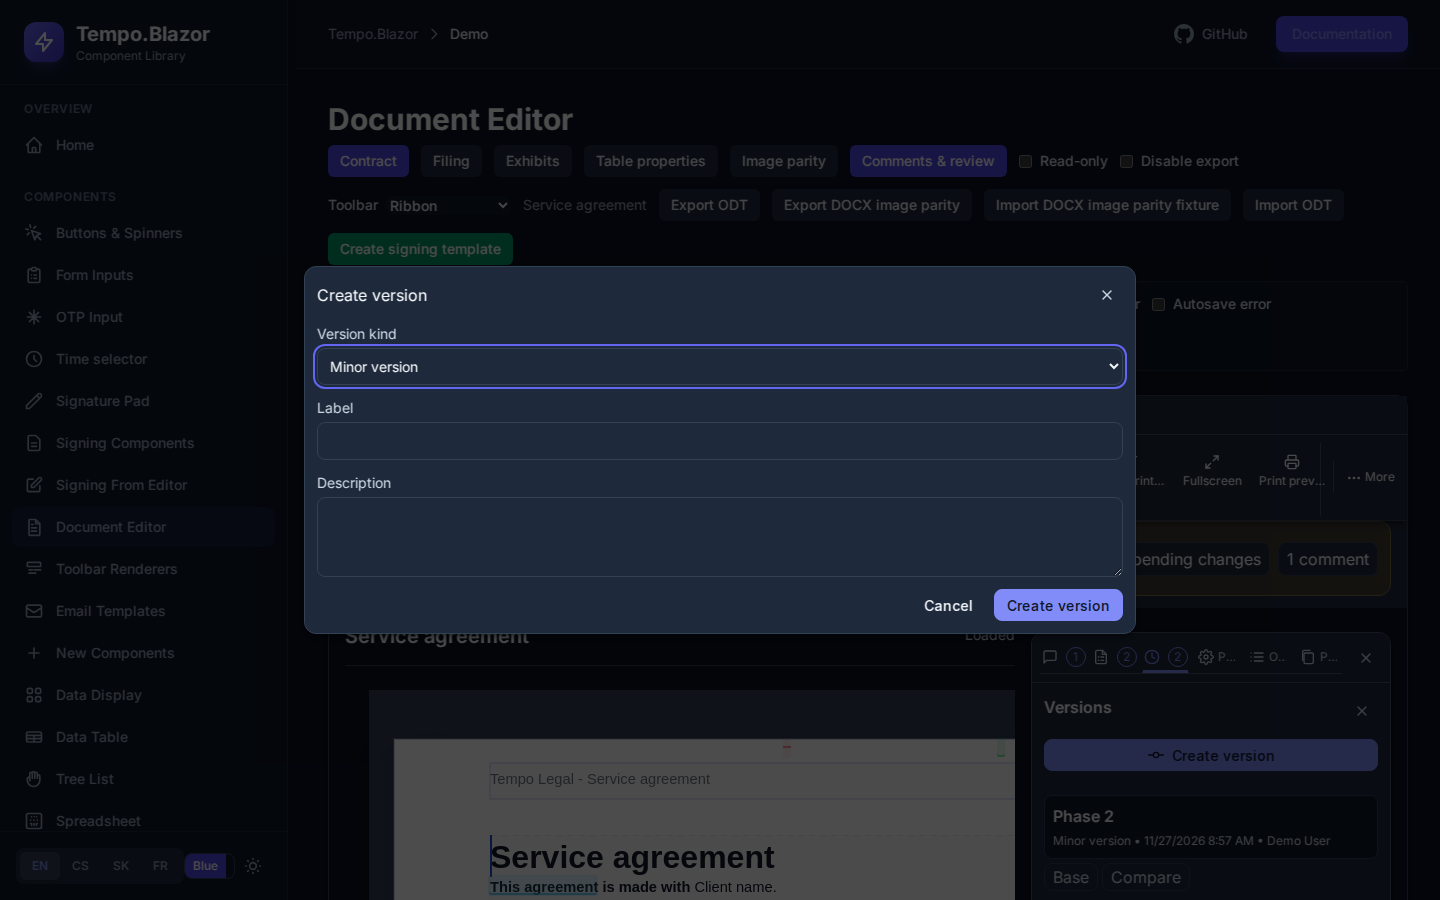 Tempo.Blazor
Component Library
OVERVIEW
Home
COMPONENTS
Buttons & Spinners
Form Inputs
OTP Input
Time selector
Signature Pad
Signing Components
Signing From Editor
Document Editor
Toolbar Renderers
Email Templates
New Components
Data Display
Data Table
Tree List
Spreadsheet
EN CS SK FR Blue
Tempo.Blazor > Demo
GitHub
Documentation
Document Editor
Contract Filing Exhibits Table properties Image parity Comments & review Read-only Disable export
Toolbar Ribbon Service agreement Export ODT Export DOCX image parity Import DOCX image parity fixture Import ODT
Create signing template
Autosave error
Create version
Version kind
Minor version
Label
Description
Cancel Create version
rint... Fullscreen Print prev... ... More
pending changes 1 comment
Service agreement Loaded
1 2 2 P... O... P...
Versions
Create version
Phase 2
Minor version • 11/27/2026 8:57 AM • Demo User
Base Compare
Tempo Legal - Service agreement
Service agreement
This agreement is made with Client name.